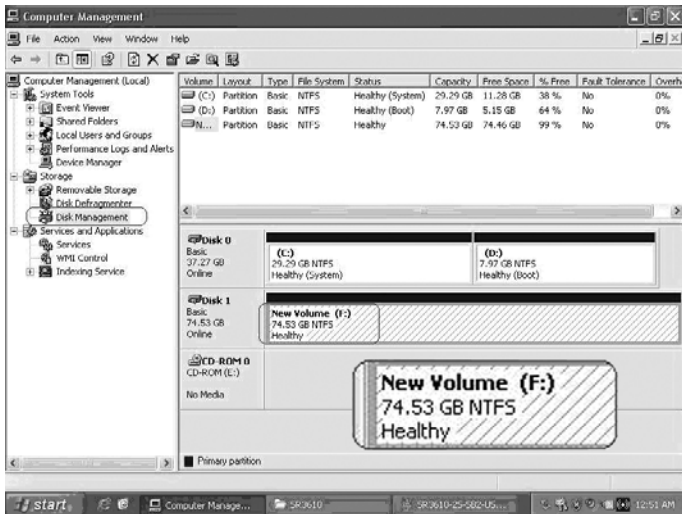 Computer Management
File Action View Window Help
Computer Management (Local)
System Tools
Event Viewer
Shared Folders
Local Users and Groups
Performance Logs and Alerts
Device Manager
Storage
Removable Storage
Disk Defragmenter
Disk Management
Services and Applications
Services
WMI Control
Indexing Service
Volume Layout Type File System Status Capacity Free Space % Free Fault Tolerance Overh
(C:) Partition Basic NTFS Healthy (System) 29.29 GB 11.28 GB 38 % No 0%
(D:) Partition Basic NTFS Healthy (Boot) 7.97 GB 5.15 GB 64 % No 0%
N... Partition Basic NTFS Healthy 74.53 GB 74.46 GB 99 % No 0%
Disk 0
Basic
37.27 GB
Online
(C:)
29.29 GB NTFS
Healthy (System)
(D:)
7.97 GB NTFS
Healthy (Boot)
Disk 1
Basic
74.53 GB
Online
New Volume (F:)
74.53 GB NTFS
Healthy
CD-ROM 0
CD-ROM (E:)
No Media
New Volume (F:)
74.53 GB NTFS
Healthy
Primary partition
start
Computer Manage...
SR3610
SR3610-2S-SB2-US...
12:51 AM